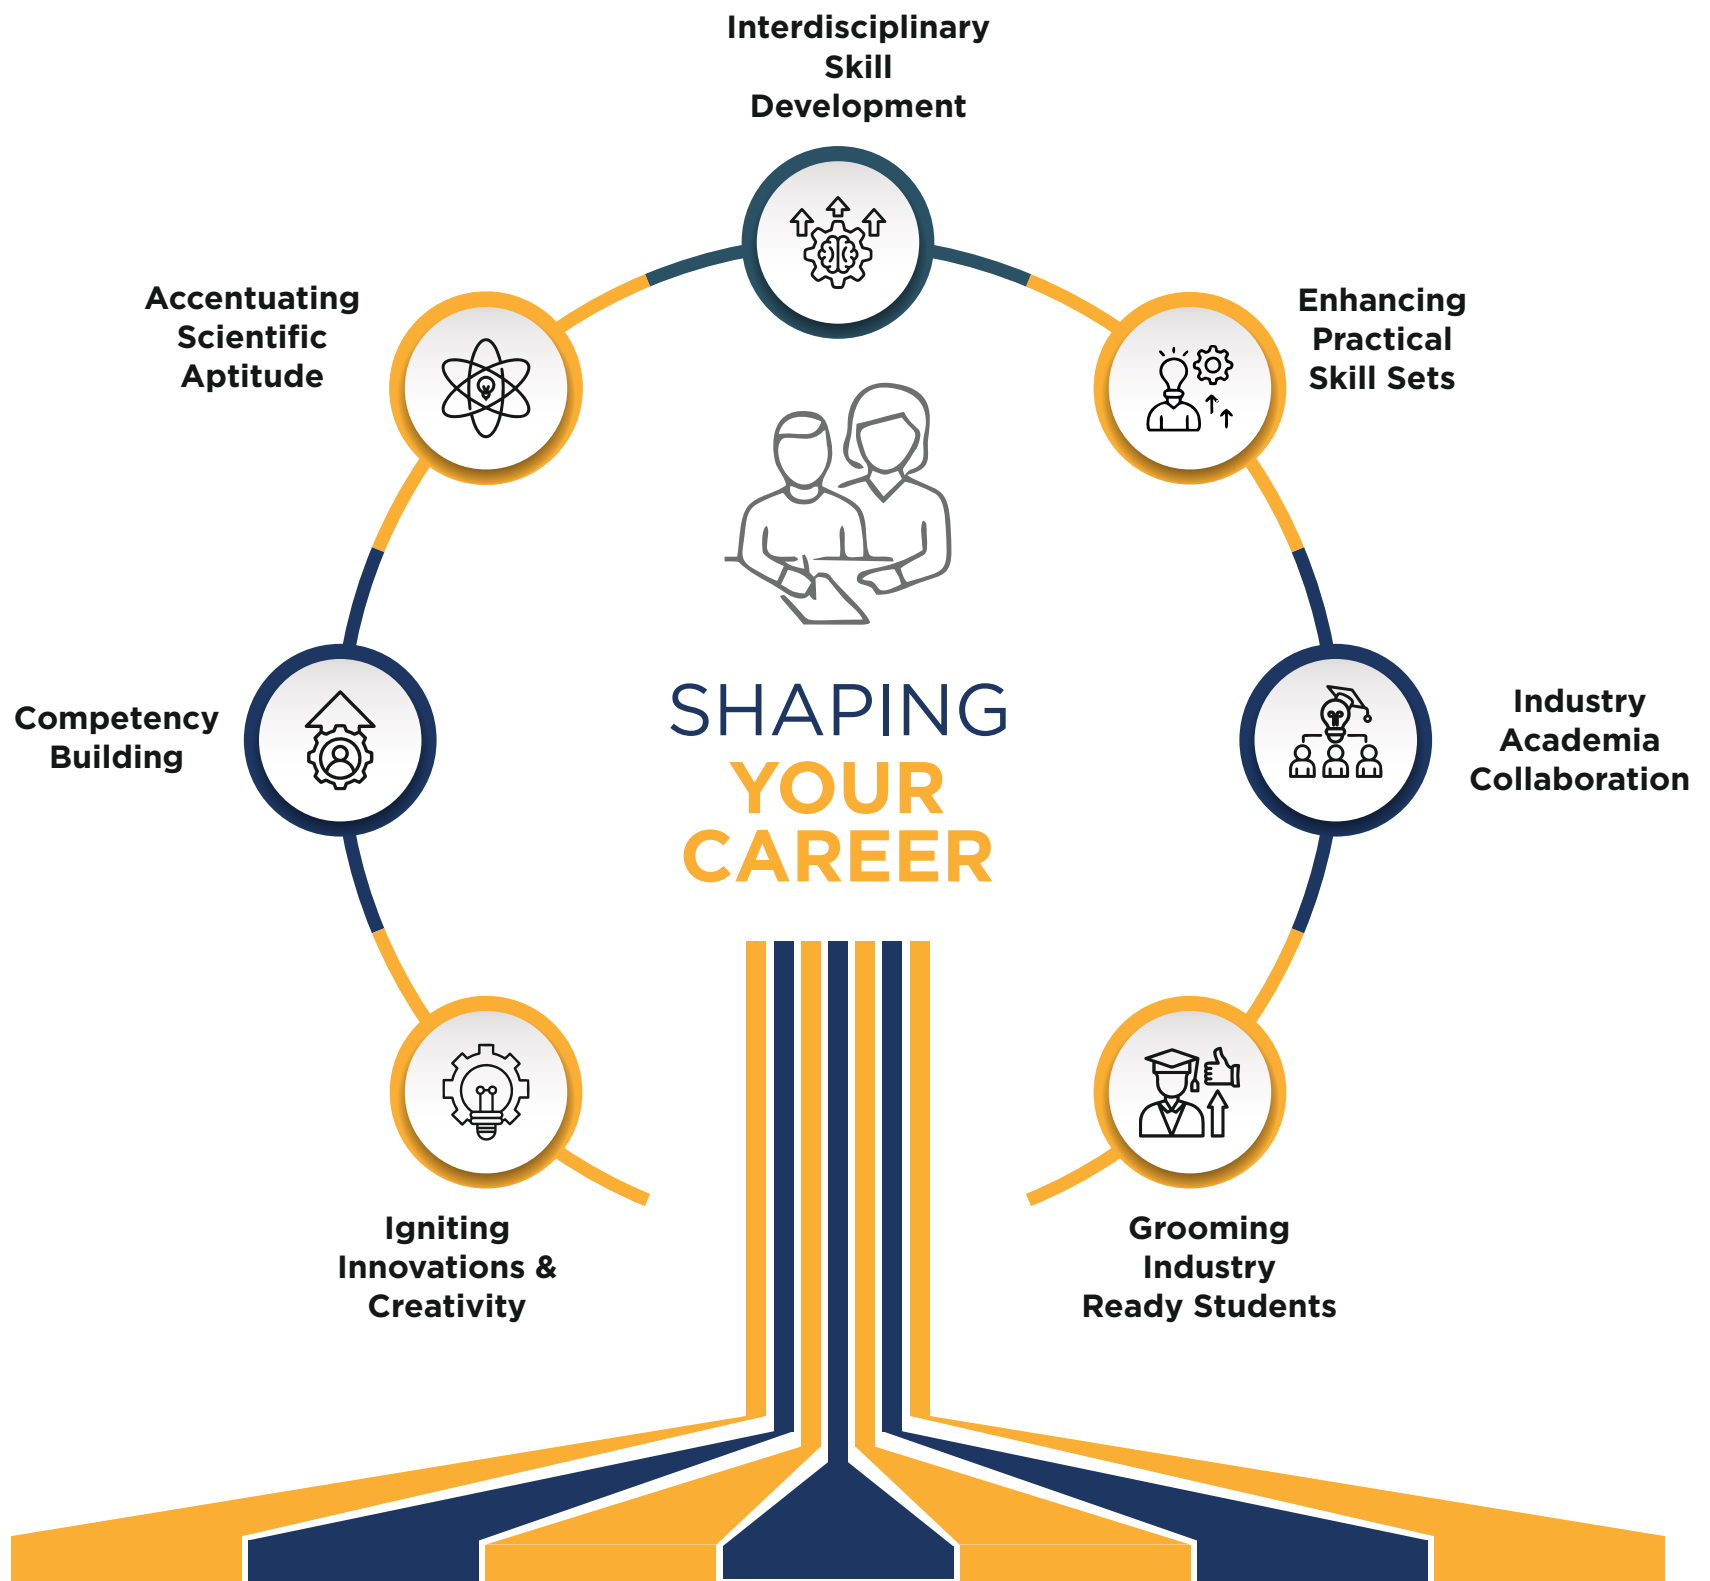 Interdisciplinary
Skill
Development
Accentuating
Scientific
Aptitude
Enhancing
Practical
Skill Sets
Competency
Building
SHAPING
YOUR
CAREER
Industry
Academia
Collaboration
Igniting
Innovations &
Creativity
Grooming
Industry
Ready Students